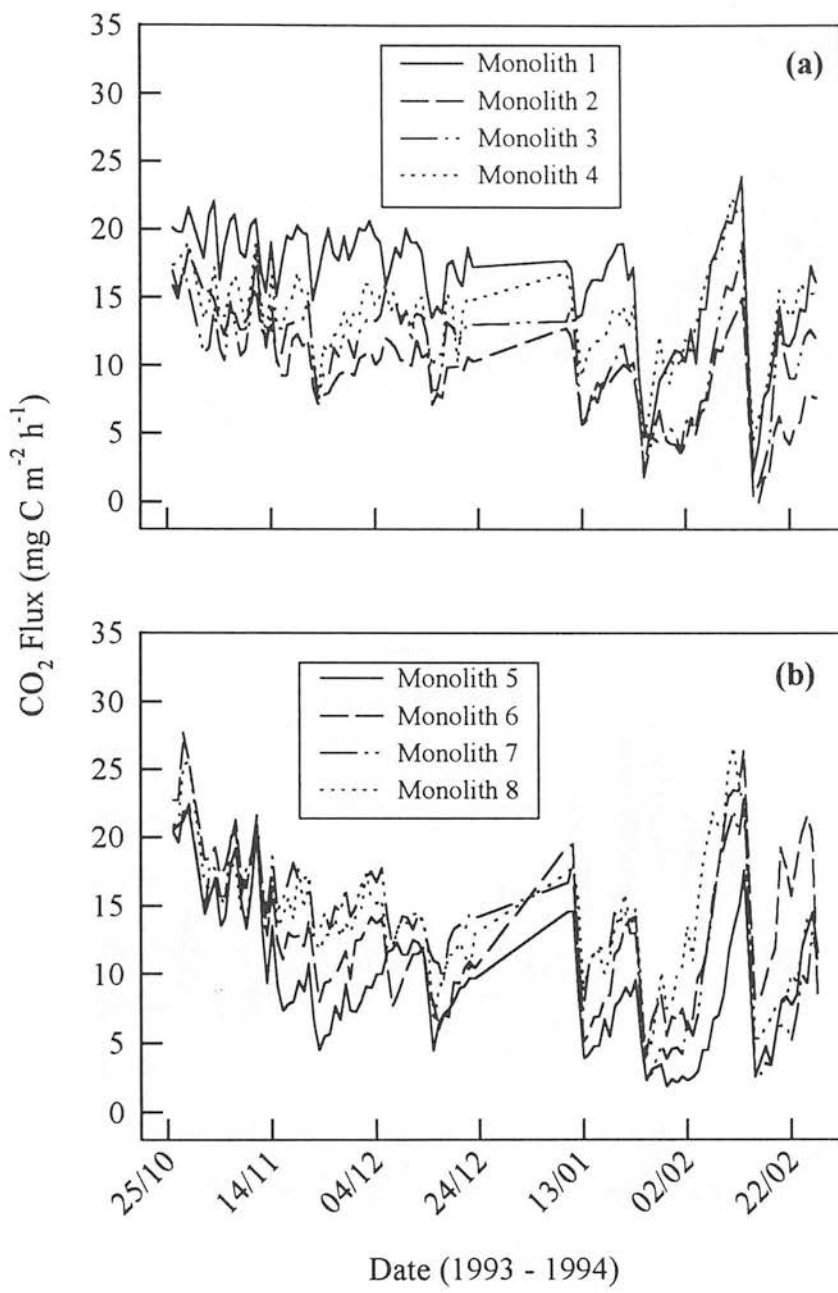 CO₂ Flux (mg C m⁻² h⁻¹)
35
30
25
20
15
10
5
0
(a)
Monolith 1
Monolith 2
Monolith 3
Monolith 4
35
30
25
20
15
10
5
0
(b)
Monolith 5
Monolith 6
Monolith 7
Monolith 8
25/10
14/11
04/12
24/12
13/01
02/02
22/02
Date (1993 - 1994)